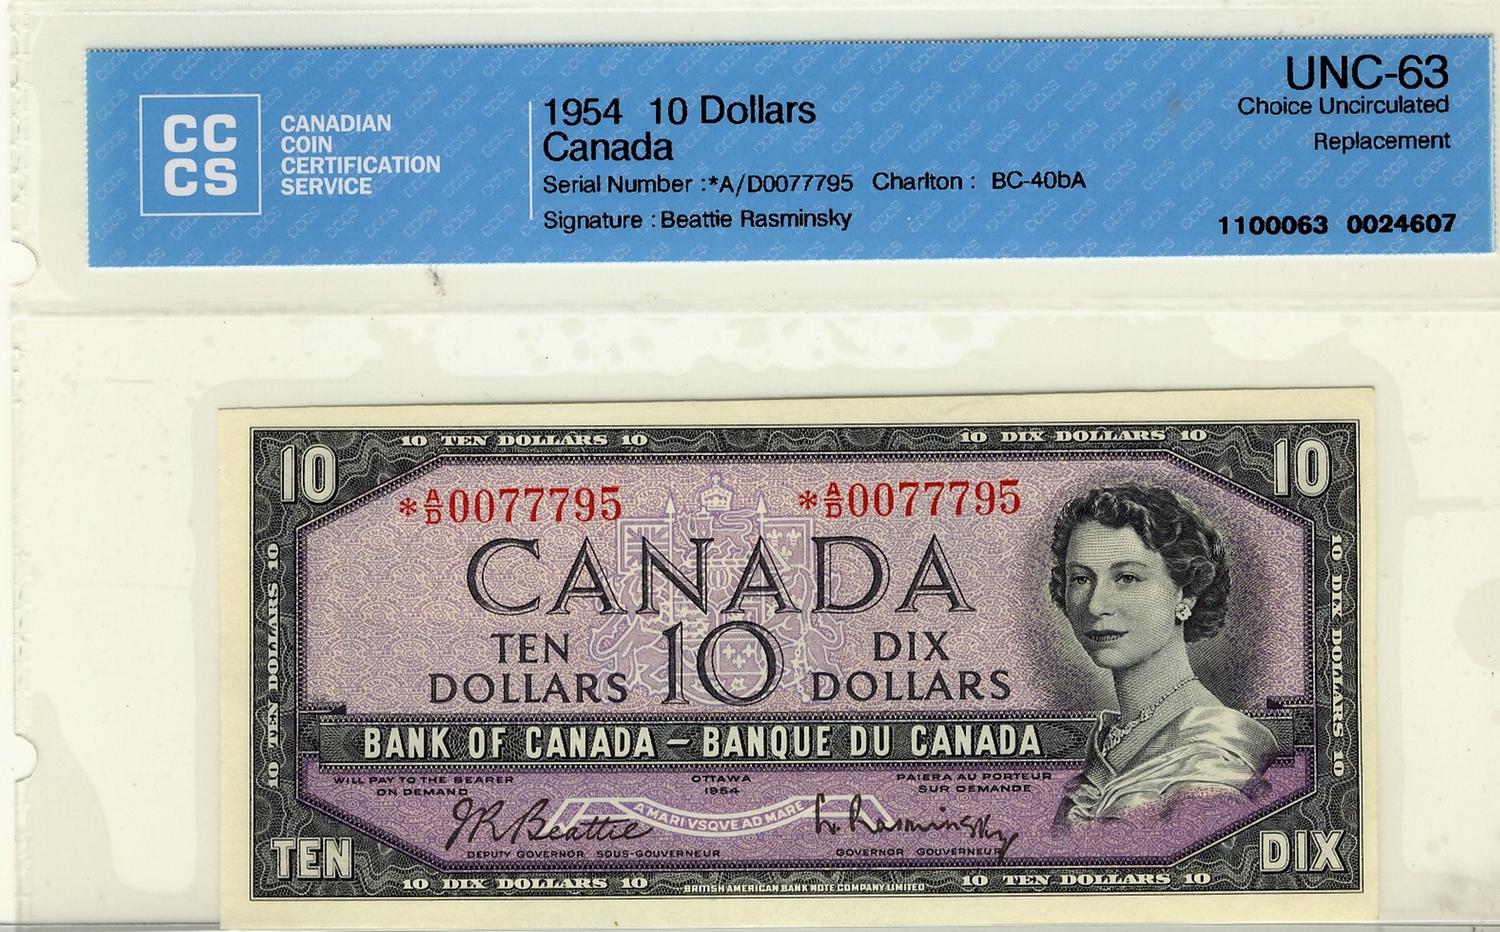 CC
CS
CANADIAN
COIN
CERTIFICATION
SERVICE
1954 10 Dollars
Canada
Serial Number :*A/D0077795 Charlton : BC-40bA
Signature : Beattie Rasminsky
UNC-63
Choice Uncirculated
Replacement
1100063 0024607
10 TEN DOLLARS 10
10 DIX DOLLARS 10
10
10
*A/D0077795
*A/D0077795
CANADA
TEN
DOLLARS
10
DIX
DOLLARS
10 TEN DOLLARS 10
10 DIX DOLLARS 10
BANK OF CANADA – BANQUE DU CANADA
WILL PAY TO THE BEARER
ON DEMAND
OTTAWA
1954
PAIERA AU PORTEUR
SUR DEMANDE
A MARI VSQVE AD MARE
JR Beattie
L. Rasminsky
DEPUTY GOVERNOR SOUS-GOUVERNEUR
GOVERNOR GOUVERNEUR
TEN
DIX
10 DIX DOLLARS 10
BRITISH AMERICAN BANK NOTE COMPANY LIMITED
10 TEN DOLLARS 10